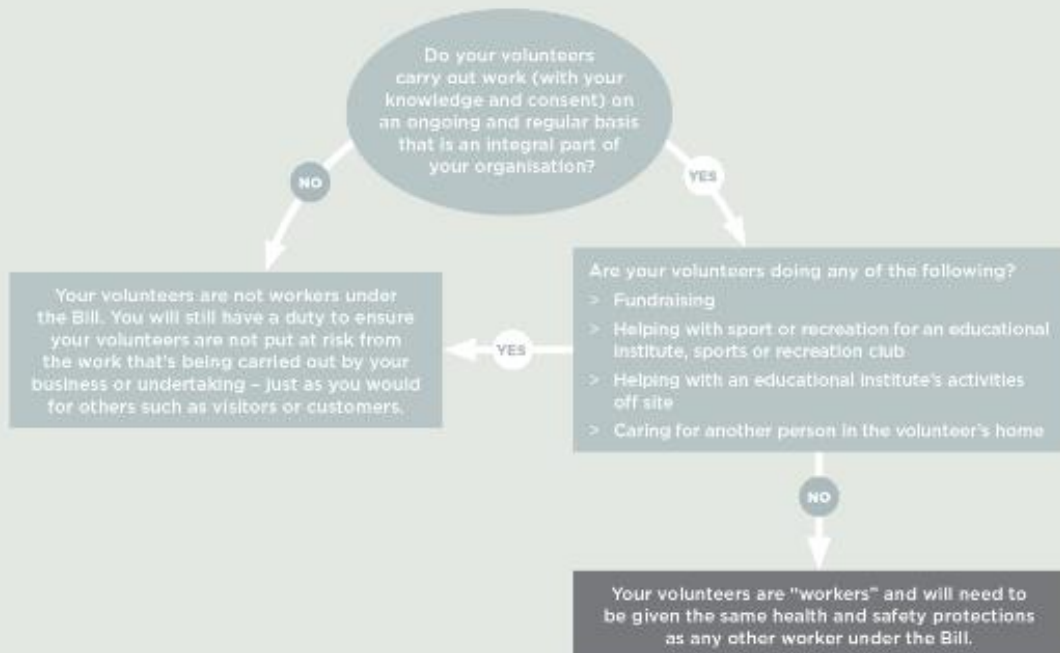 Do your volunteers
carry out work (with your
knowledge and consent) on
an ongoing and regular basis
that is an integral part of
your organisation?
NO
YES
Your volunteers are not workers under
the Bill. You will still have a duty to ensure
your volunteers are not put at risk from
the work that's being carried out by your
business or undertaking – just as you would
for others such as visitors or customers.
YES
Are your volunteers doing any of the following?
> Fundraising
> Helping with sport or recreation for an educational
institute, sports or recreation club
> Helping with an educational institute's activities
off site
> Caring for another person in the volunteer's home
NO
Your volunteers are "workers" and will need to
be given the same health and safety protections
as any other worker under the Bill.